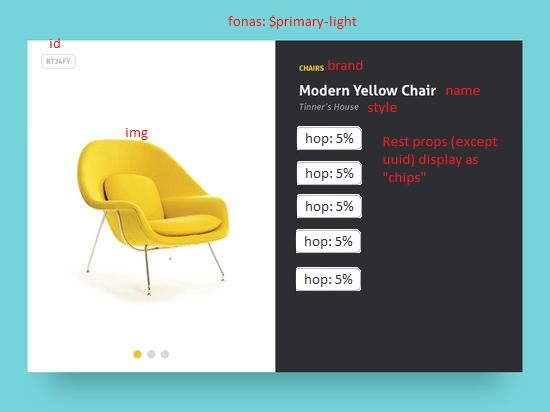 fonas: $primary-light
id
RT34FY
CHAIRS brand
Modern Yellow Chair name
Tinner's House style
img
hop: 5%
Rest props (except
uuid) display as
"chips"
hop: 5%
hop: 5%
hop: 5%
hop: 5%